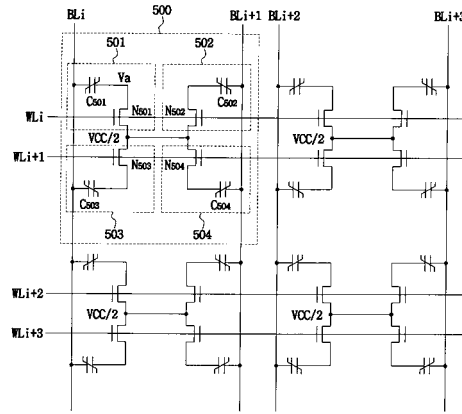 500
BLi BLi+1 BLi+2 BLi+3
501 502
Va
C501 C502
WLi N501 N502
VCC/2 VCC/2
WLi+1 N503 N504
C503 C504
503 504
WLi+2
VCC/2 VCC/2
WLi+3